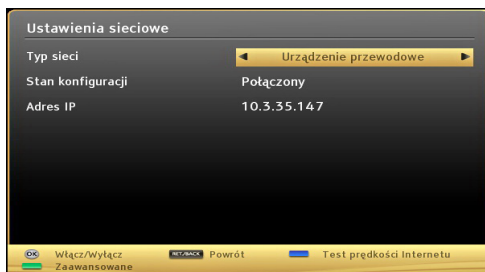 Ustawienia sieciowe
Typ sieci
Urządzenie przewodowe
Stan konfiguracji
Połączony
Adres IP
10.3.35.147
OK Włącz/Wyłącz RET./BACK Powrót Test prędkości Internetu
Zaawansowane